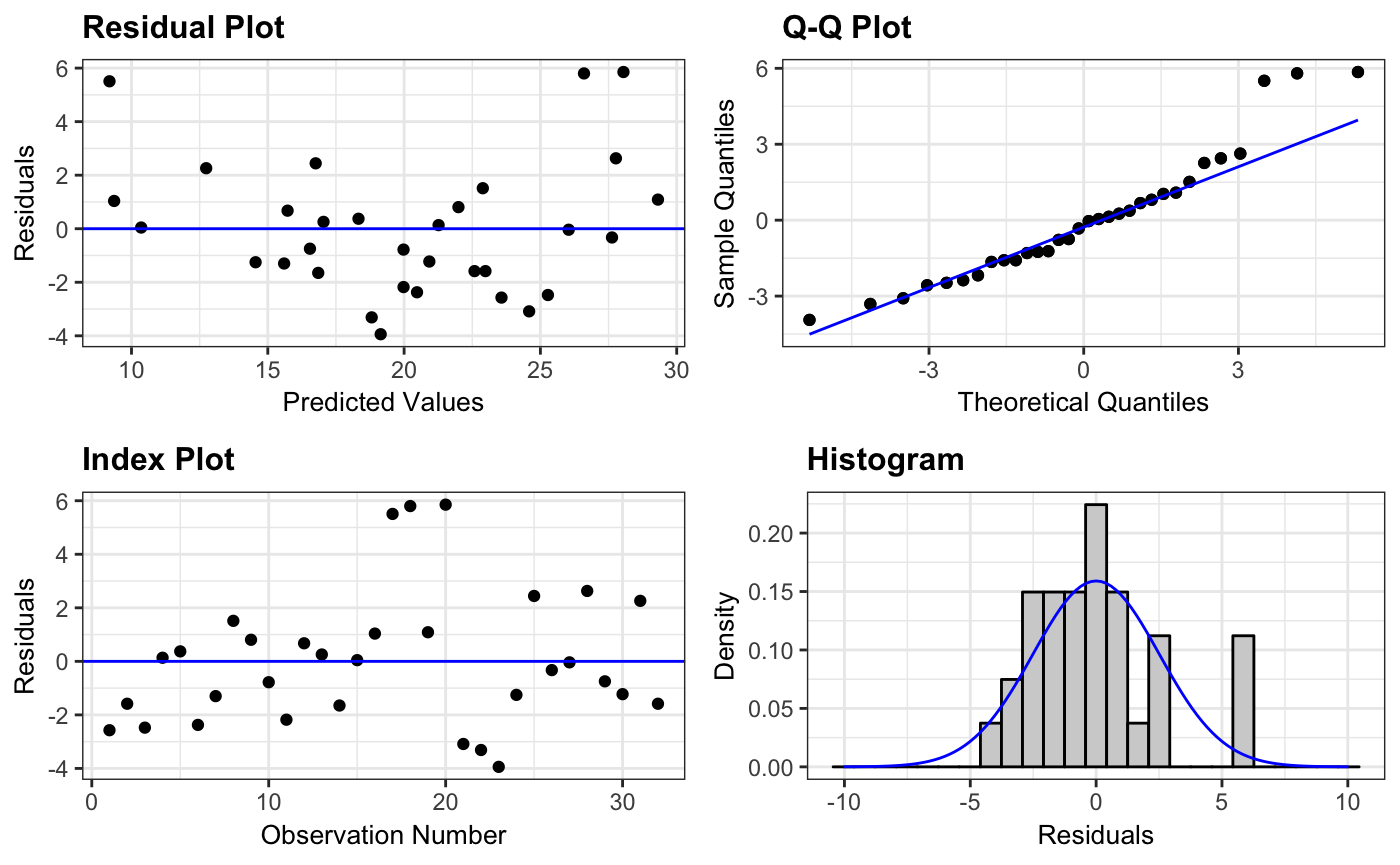 Residual Plot
6
4
2
0
-2
-4
Residuals
10 15 20 25 30
Predicted Values
Q-Q Plot
6
3
0
-3
Sample Quantiles
-3 0 3
Theoretical Quantiles
Index Plot
6
4
2
0
-2
-4
Residuals
0 10 20 30
Observation Number
Histogram
0.20
0.15
0.10
0.05
0.00
Density
-10 -5 0 5 10
Residuals